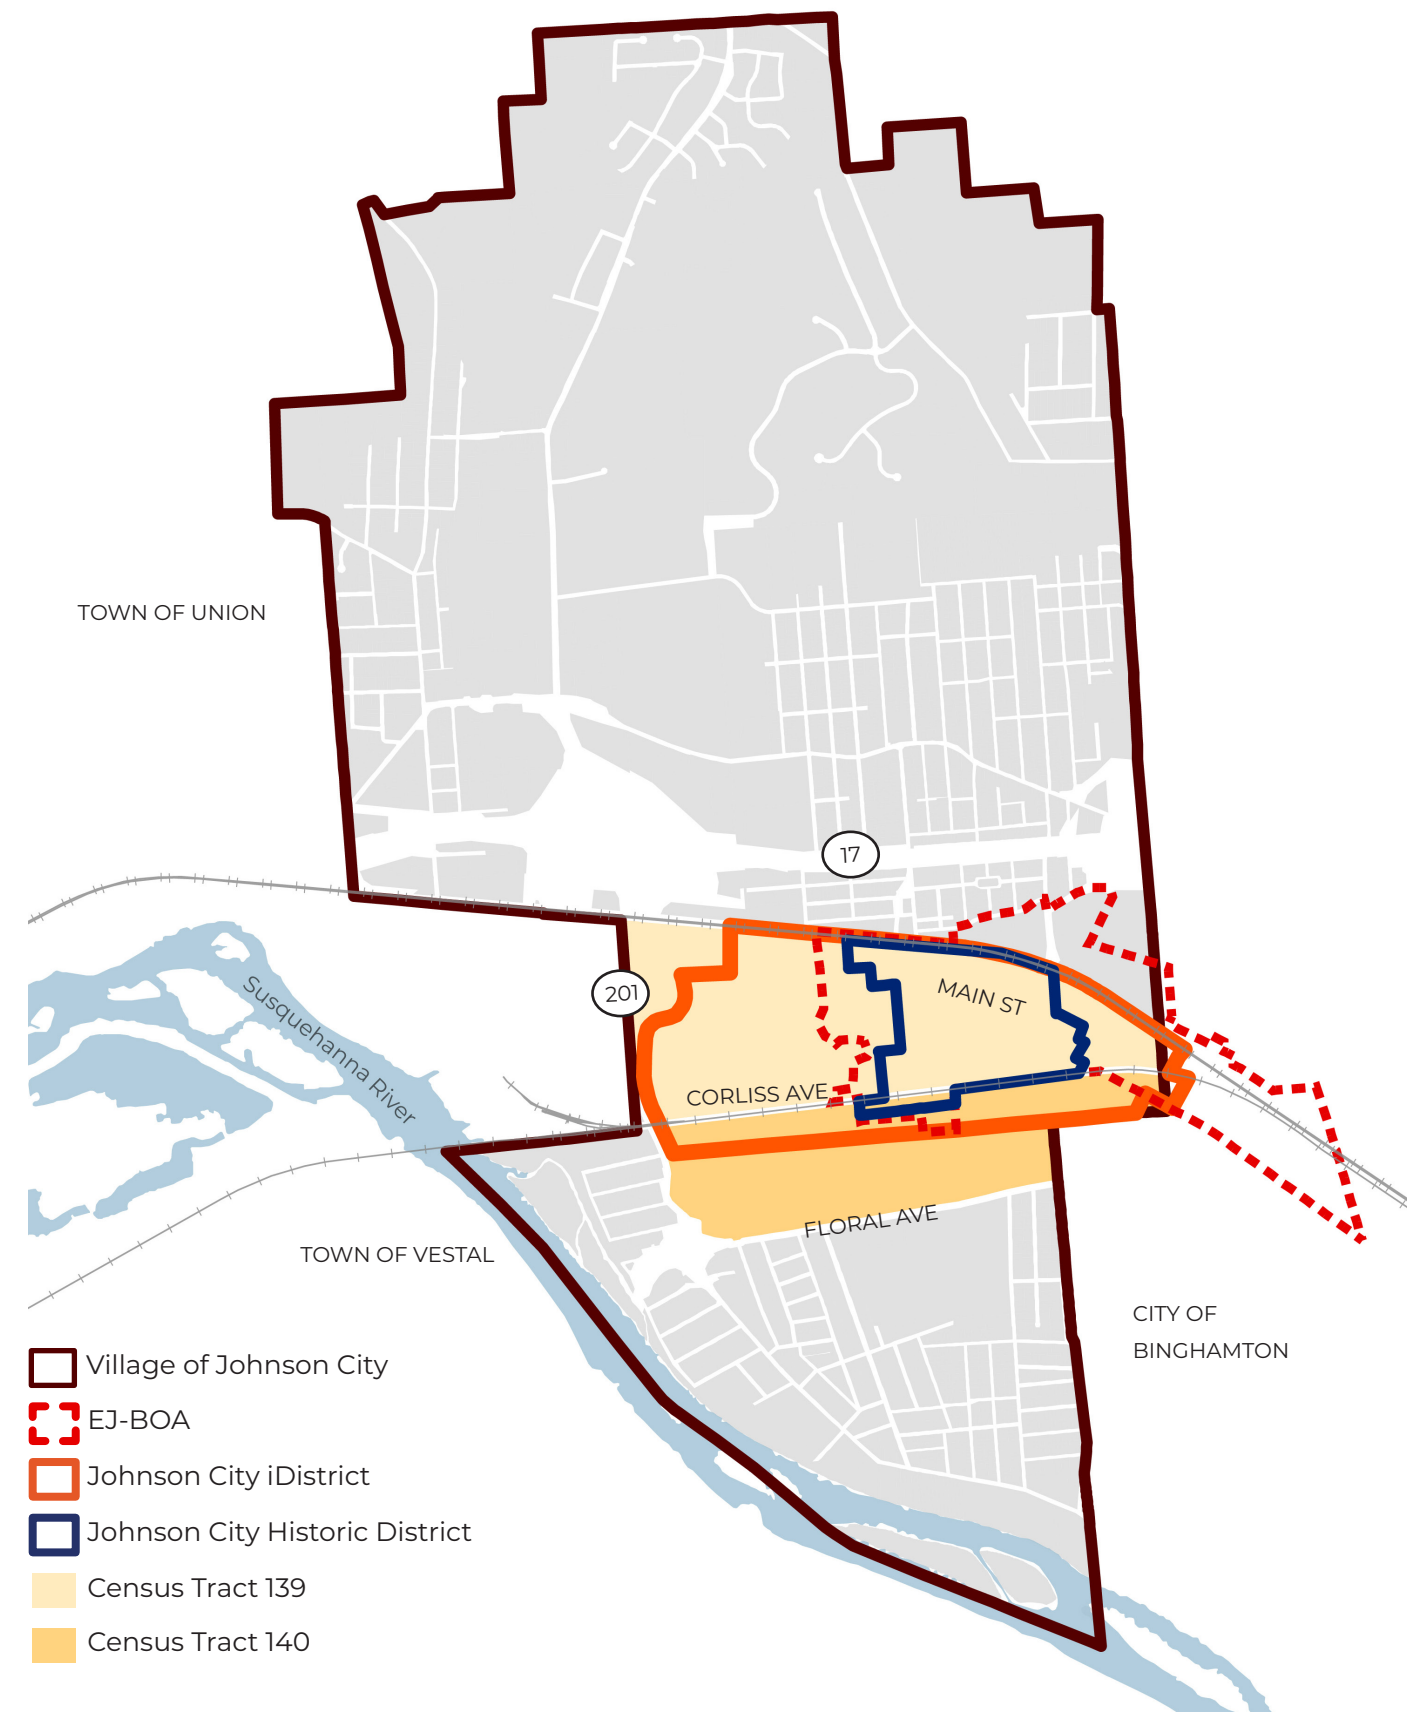 TOWN OF UNION
17
201
MAIN ST
Susquehanna River
CORLISS AVE
FLORAL AVE
TOWN OF VESTAL
CITY OF
BINGHAMTON
Village of Johnson City
EJ-BOA
Johnson City iDistrict
Johnson City Historic District
Census Tract 139
Census Tract 140